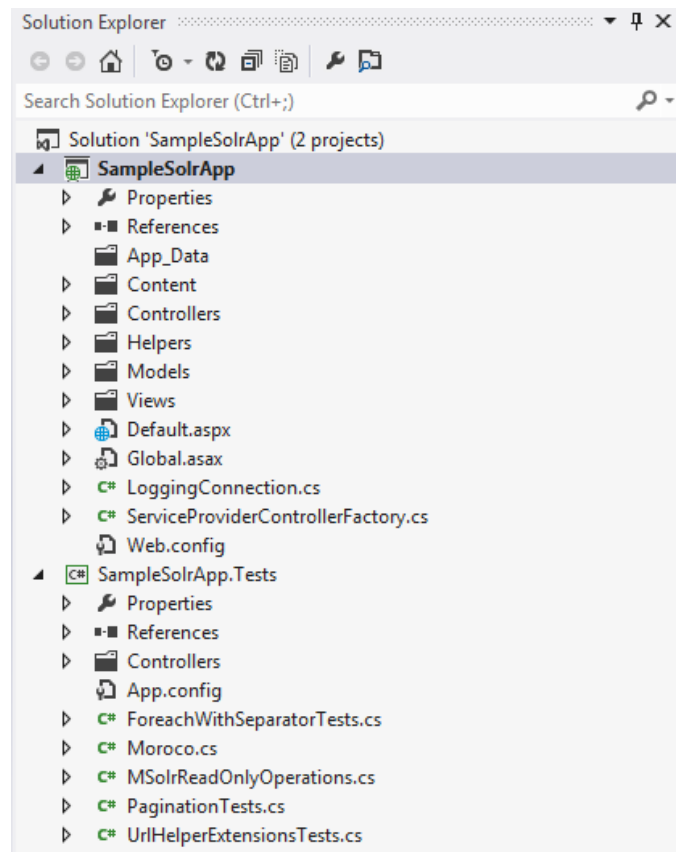 Solution Explorer
Search Solution Explorer (Ctrl+;)
Solution 'SampleSolrApp' (2 projects)
SampleSolrApp
Properties
References
App_Data
Content
Controllers
Helpers
Models
Views
Default.aspx
Global.asax
C# LoggingConnection.cs
C# ServiceProviderControllerFactory.cs
Web.config
C# SampleSolrApp.Tests
Properties
References
Controllers
App.config
C# ForeachWithSeparatorTests.cs
C# Moroco.cs
C# MSolrReadOnlyOperations.cs
C# PaginationTests.cs
C# UrlHelperExtensionsTests.cs